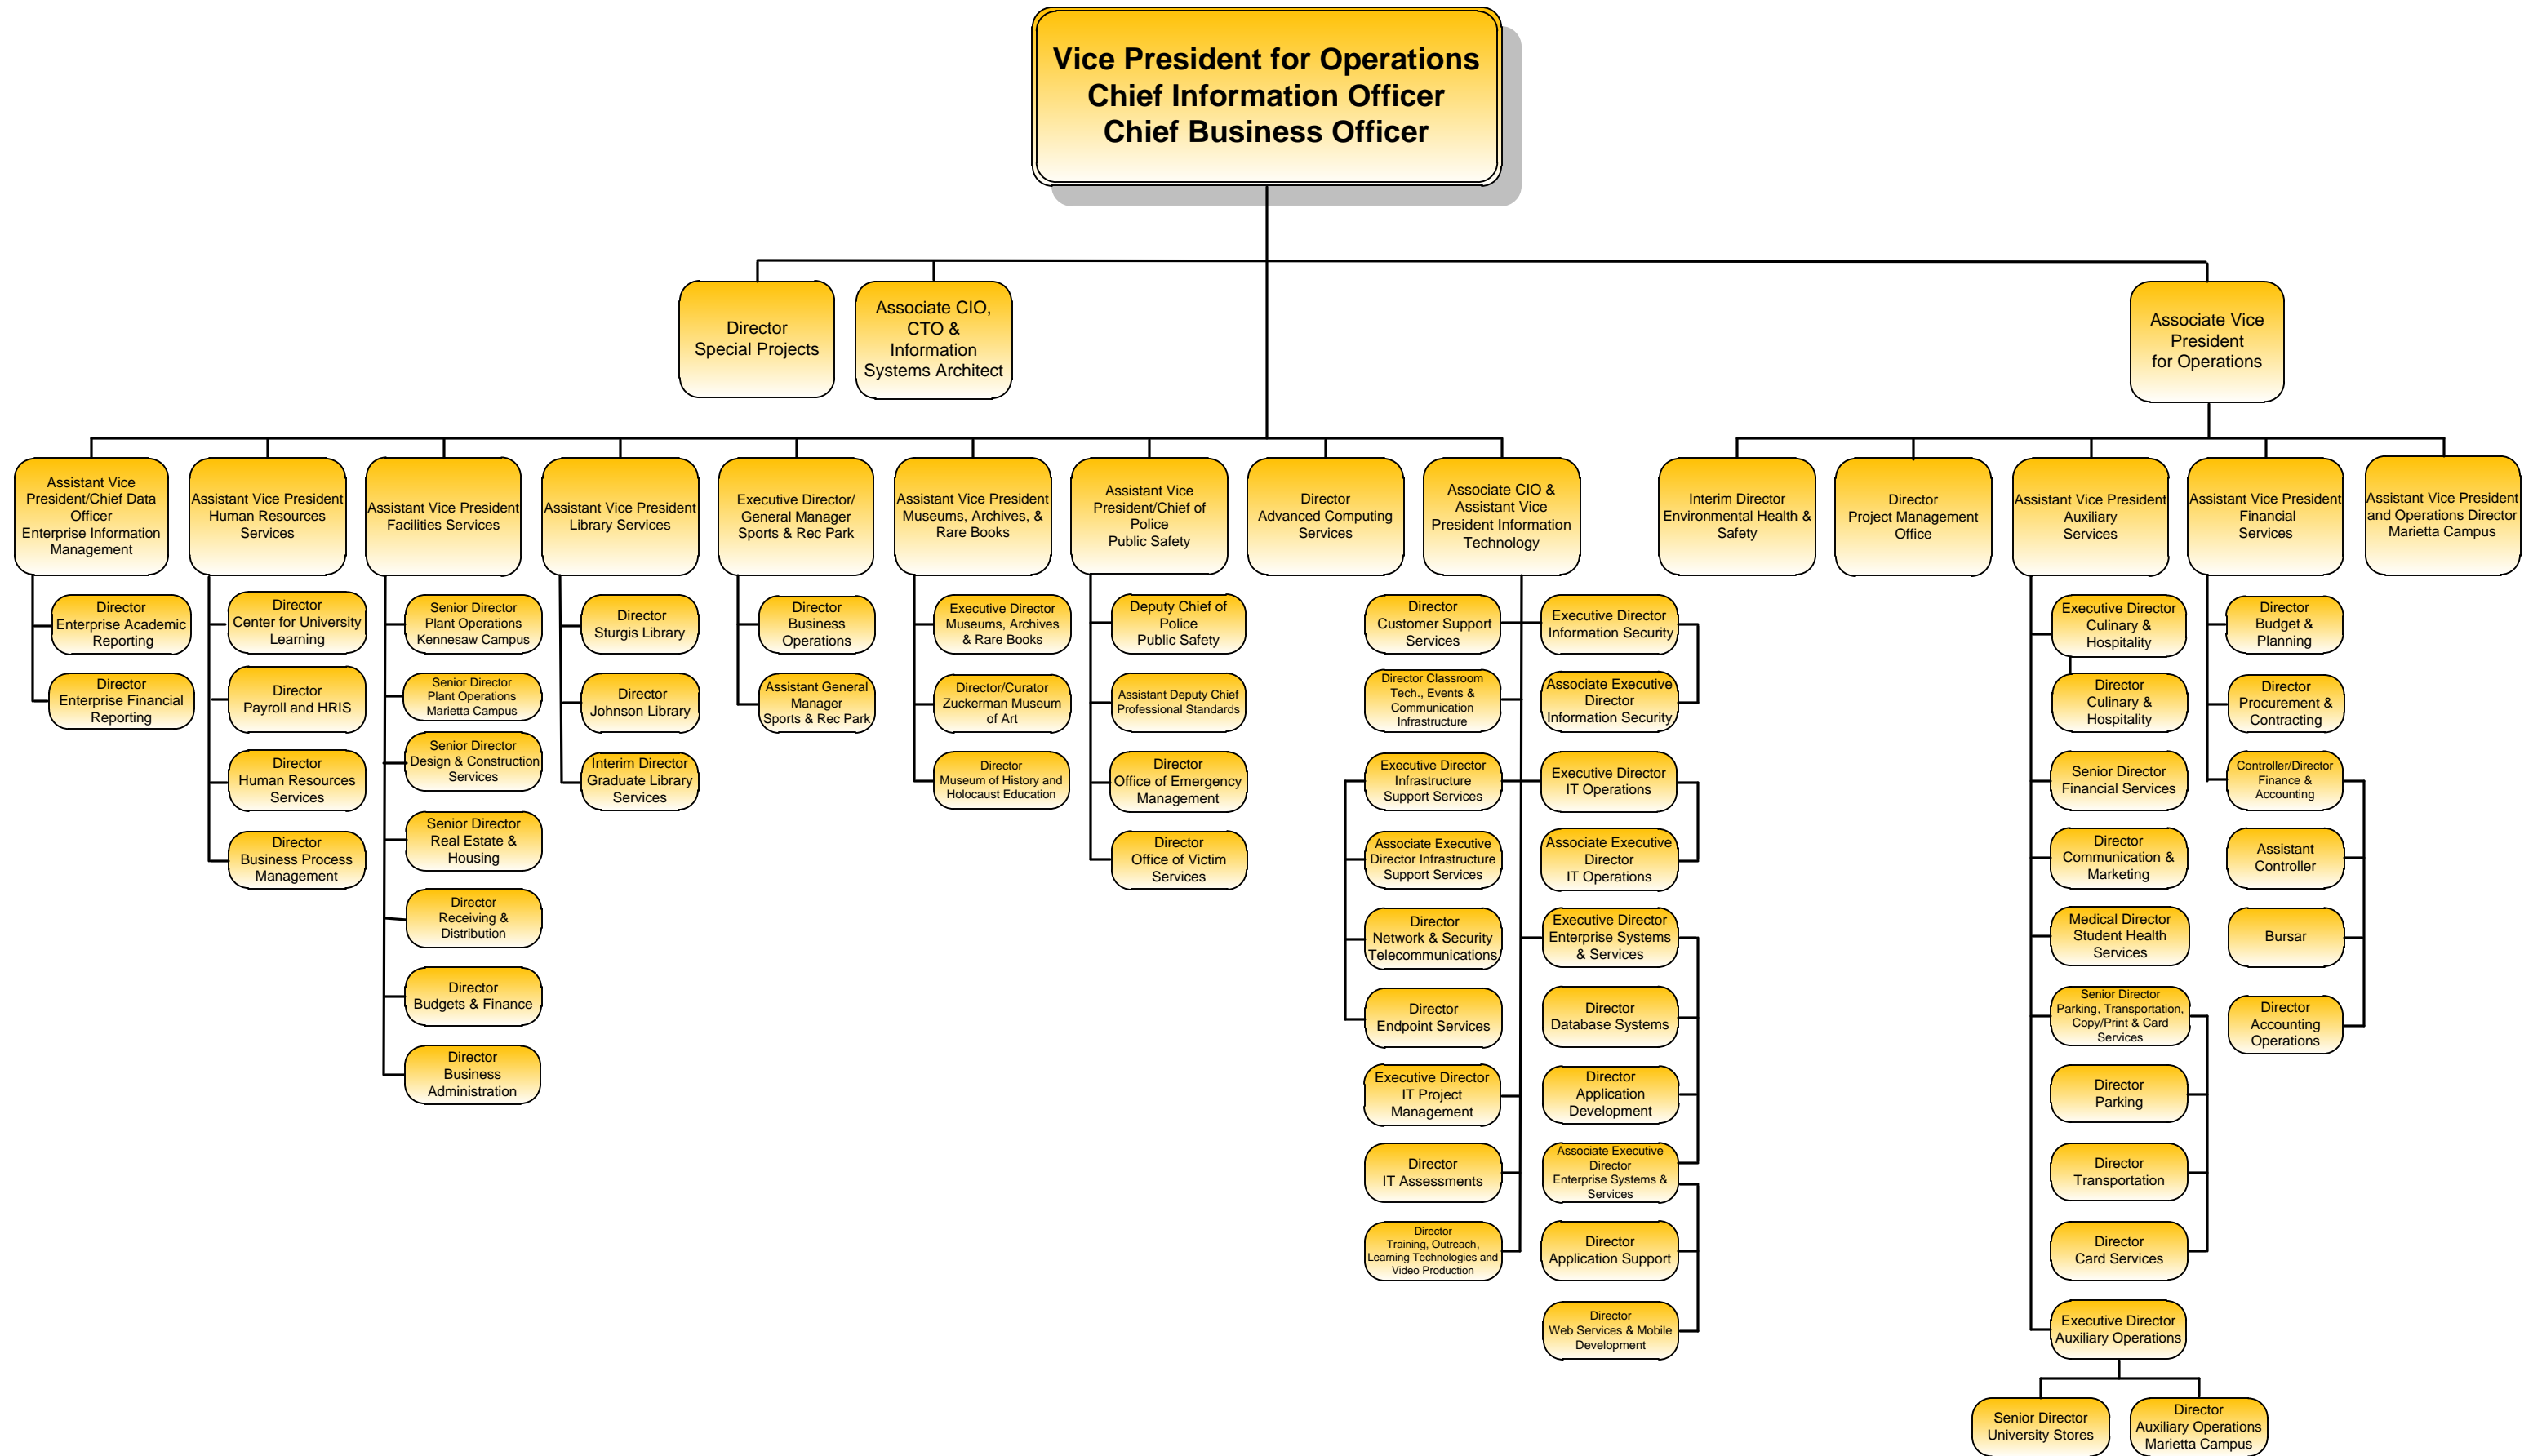 Vice President for Operations
Chief Information Officer
Chief Business Officer
Director
Special Projects
Associate CIO,
CTO &
Information
Systems Architect
Associate Vice
President
for Operations
Assistant Vice
President/Chief Data
Officer
Enterprise Information
Management
Assistant Vice President
Human Resources
Services
Assistant Vice President
Facilities Services
Assistant Vice President
Library Services
Executive Director/
General Manager
Sports & Rec Park
Assistant Vice President
Museums, Archives, &
Rare Books
Assistant Vice
President/Chief of
Police
Public Safety
Director
Advanced Computing
Services
Associate CIO &
Assistant Vice
President Information
Technology
Interim Director
Environmental Health &
Safety
Director
Project Management
Office
Assistant Vice President
Auxiliary
Services
Assistant Vice President
Financial
Services
Assistant Vice President
and Operations Director
Marietta Campus
Director
Enterprise Academic
Reporting
Director
Enterprise Financial
Reporting
Director
Center for University
Learning
Director
Payroll and HRIS
Director
Human Resources
Services
Director
Business Process
Management
Senior Director
Plant Operations
Kennesaw Campus
Senior Director
Plant Operations
Marietta Campus
Senior Director
Design & Construction
Services
Senior Director
Real Estate &
Housing
Director
Receiving &
Distribution
Director
Budgets & Finance
Director
Business
Administration
Director
Sturgis Library
Director
Johnson Library
Interim Director
Graduate Library
Services
Director
Business
Operations
Assistant General
Manager
Sports & Rec Park
Executive Director
Museums, Archives
& Rare Books
Director/Curator
Zuckerman Museum
of Art
Director
Museum of History and
Holocaust Education
Deputy Chief of
Police
Public Safety
Assistant Deputy Chief
Professional Standards
Director
Office of Emergency
Management
Director
Office of Victim
Services
Director
Customer Support
Services
Director Classroom
Tech., Events &
Communication
Infrastructure
Executive Director
Infrastructure
Support Services
Associate Executive
Director Infrastructure
Support Services
Director
Network & Security
Telecommunications
Director
Endpoint Services
Executive Director
IT Project
Management
Director
IT Assessments
Director
Training, Outreach,
Learning Technologies and
Video Production
Executive Director
Information Security
Associate Executive
Director
Information Security
Executive Director
IT Operations
Associate Executive
Director
IT Operations
Executive Director
Enterprise Systems
& Services
Director
Database Systems
Director
Application
Development
Associate Executive
Director
Enterprise Systems &
Services
Director
Application Support
Director
Web Services & Mobile
Development
Executive Director
Culinary &
Hospitality
Director
Culinary &
Hospitality
Senior Director
Financial Services
Director
Communication &
Marketing
Medical Director
Student Health
Services
Senior Director
Parking, Transportation,
Copy/Print & Card
Services
Director
Parking
Director
Transportation
Director
Card Services
Executive Director
Auxiliary Operations
Senior Director
University Stores
Director
Auxiliary Operations
Marietta Campus
Director
Budget &
Planning
Director
Procurement &
Contracting
Controller/Director
Finance &
Accounting
Assistant
Controller
Bursar
Director
Accounting
Operations